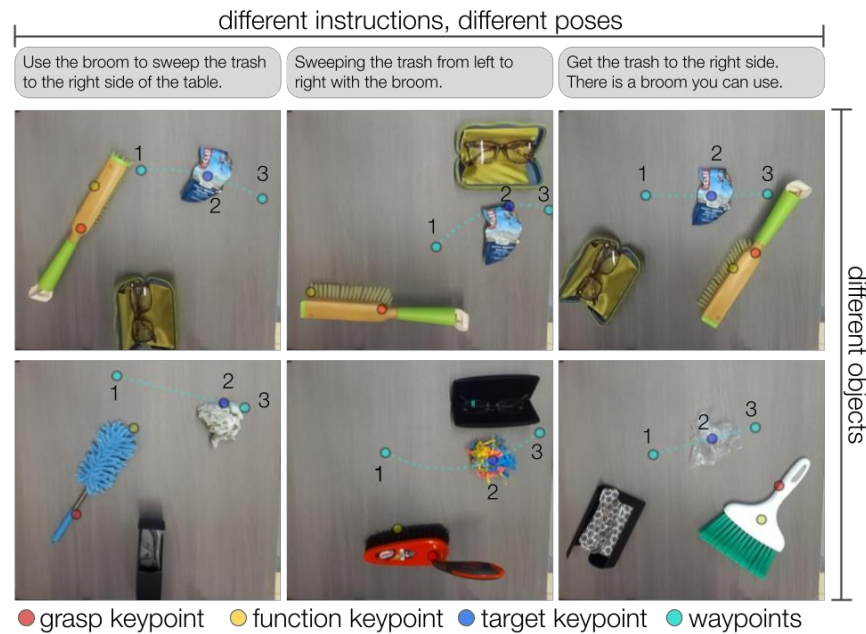 different instructions, different poses
Use the broom to sweep the trash
to the right side of the table.
Sweeping the trash from left to
right with the broom.
Get the trash to the right side.
There is a broom you can use.
1
2
3
1
2
3
1
2
3
1
2
3
1
2
3
1
2
3
different objects
grasp keypoint
function keypoint
target keypoint
waypoints